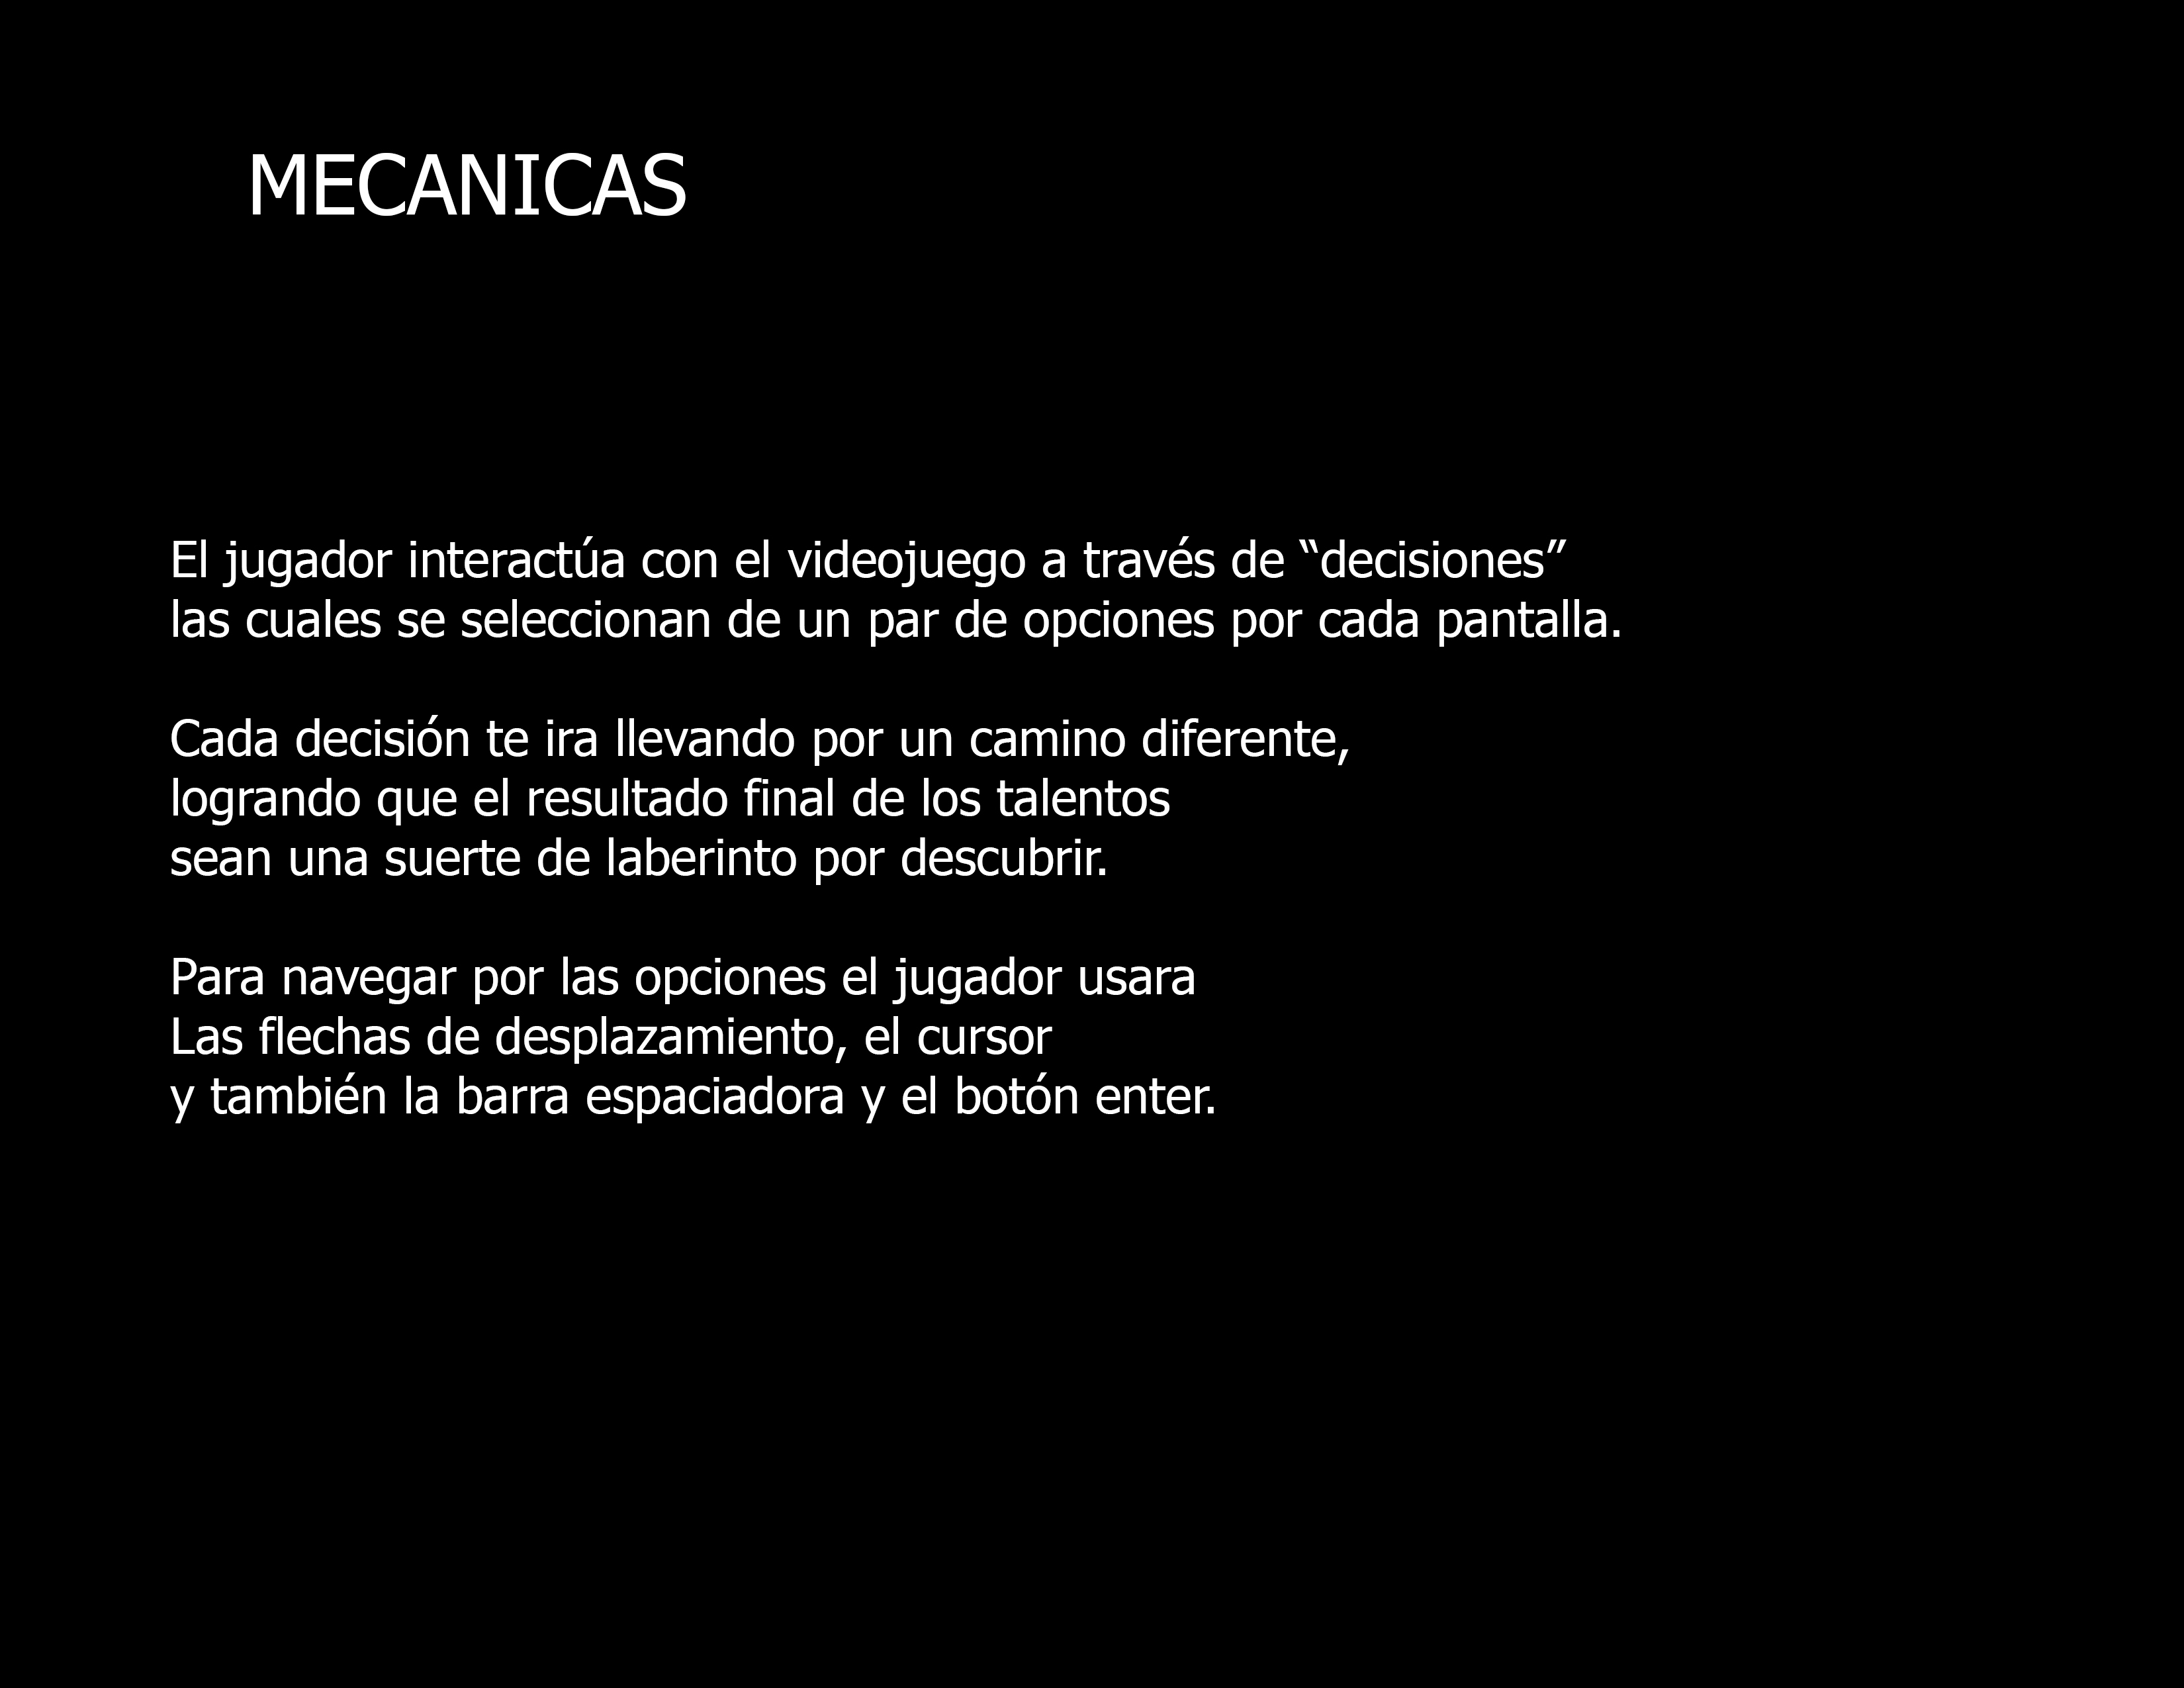 MECANICAS
El jugador interactúa con el videojuego a través de “decisiones”
las cuales se seleccionan de un par de opciones por cada pantalla.
Cada decisión te ira llevando por un camino diferente,
logrando que el resultado final de los talentos
sean una suerte de laberinto por descubrir.
Para navegar por las opciones el jugador usara
Las flechas de desplazamiento, el cursor
y también la barra espaciadora y el botón enter.